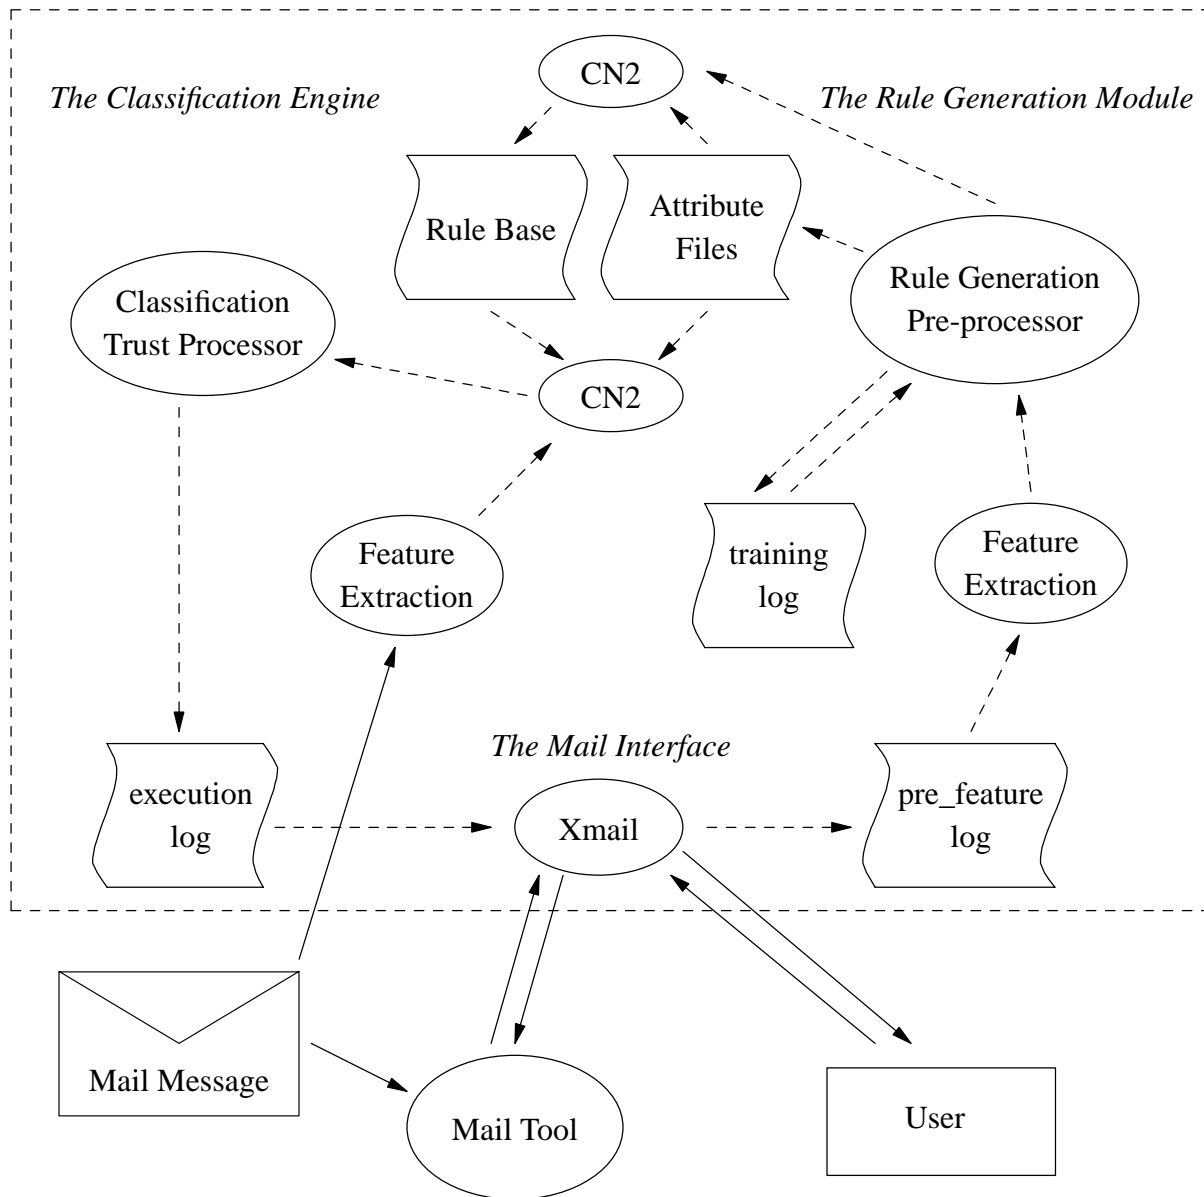 CN2
The Classification Engine
The Rule Generation Module
Rule Base
Attribute
Files
Rule Generation
Pre-processor
Classification
Trust Processor
CN2
Feature
Extraction
training
log
Feature
Extraction
The Mail Interface
execution
log
Xmail
pre_feature
log
Mail Message
Mail Tool
User